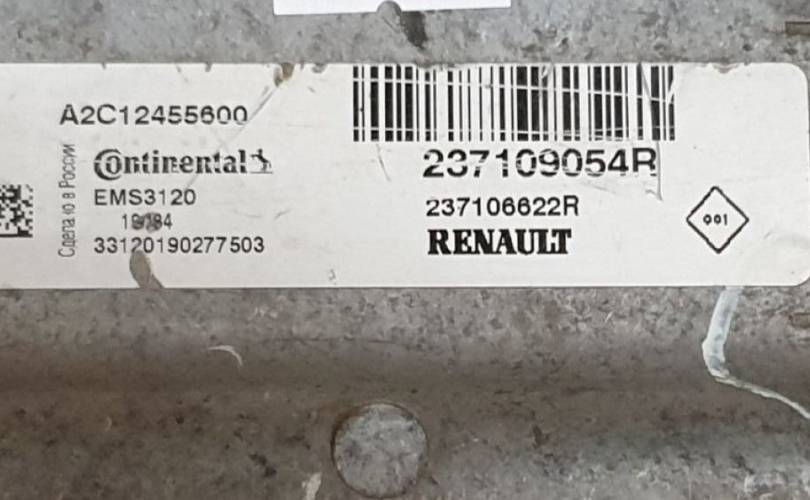 A2C12455600
Continental
EMS3120
33120190277503
Сделано в России
237109054R
237106622R
RENAULT
001